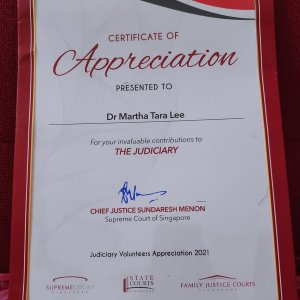 CERTIFICATE OF
Appreciation
PRESENTED TO
Dr Martha Tara Lee
For your invaluable contributions to
THE JUDICIARY
CHIEF JUSTICE SUNDARESH MENON
Supreme Court of Singapore
Judiciary Volunteers Appreciation 2021
SUPREME COURT
STATE
COURTS
FAMILY JUSTICE COURTS